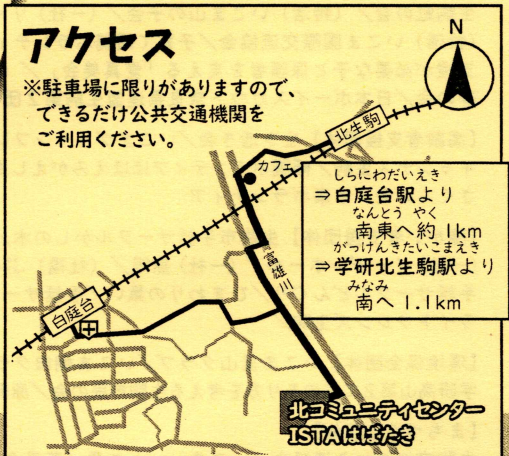 アクセス
N
※駐車場に限りがありますので、
できるだけ公共交通機関を
ご利用ください。
北生駒
カフェ
しらにわだいえき
⇒白庭台駅より
なんとう やく
南東へ約1km
がっけんきたいこまえき
⇒学研北生駒駅より
みなみ
南へ1.1km
富雄川
白庭台
北コミュニティセンター
ISTAはばたき